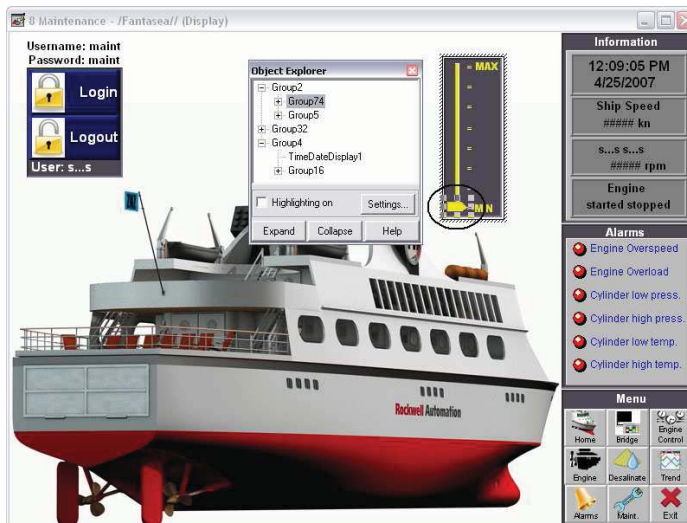 8 Maintenance - /Fantasea// (Display)
Username: maint
Password: maint
Login
Logout
User: s...s
Object Explorer
Group2
Group74
Group5
Group32
Group4
TimeDateDisplay1
Group16
Highlighting on
Settings...
Expand Collapse Help
MAX
MIN
Rockwell Automation
Information
12:09:05 PM
4/25/2007
Ship Speed
##### kn
s...s s...s
##### rpm
Engine
started stopped
Alarms
Engine Overspeed
Engine Overload
Cylinder low press.
Cylinder high press.
Cylinder low temp.
Cylinder high temp.
Menu
Home Bridge Engine Control
Engine Desalinate Trend
Alarms Maint. Exit